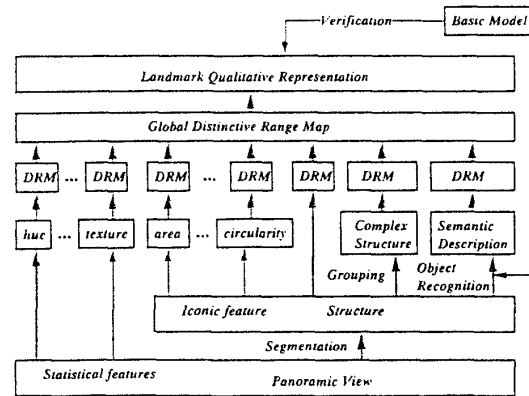 Verification
Basic Model
Landmark Qualitative Representation
Global Distinctive Range Map
DRM ... DRM DRM ... DRM DRM DRM DRM
huc ... texture area ... circularity Complex Structure Semantic Description
Grouping Object Recognition
Iconic feature Structure
Segmentation
Statistical features Panoramic View